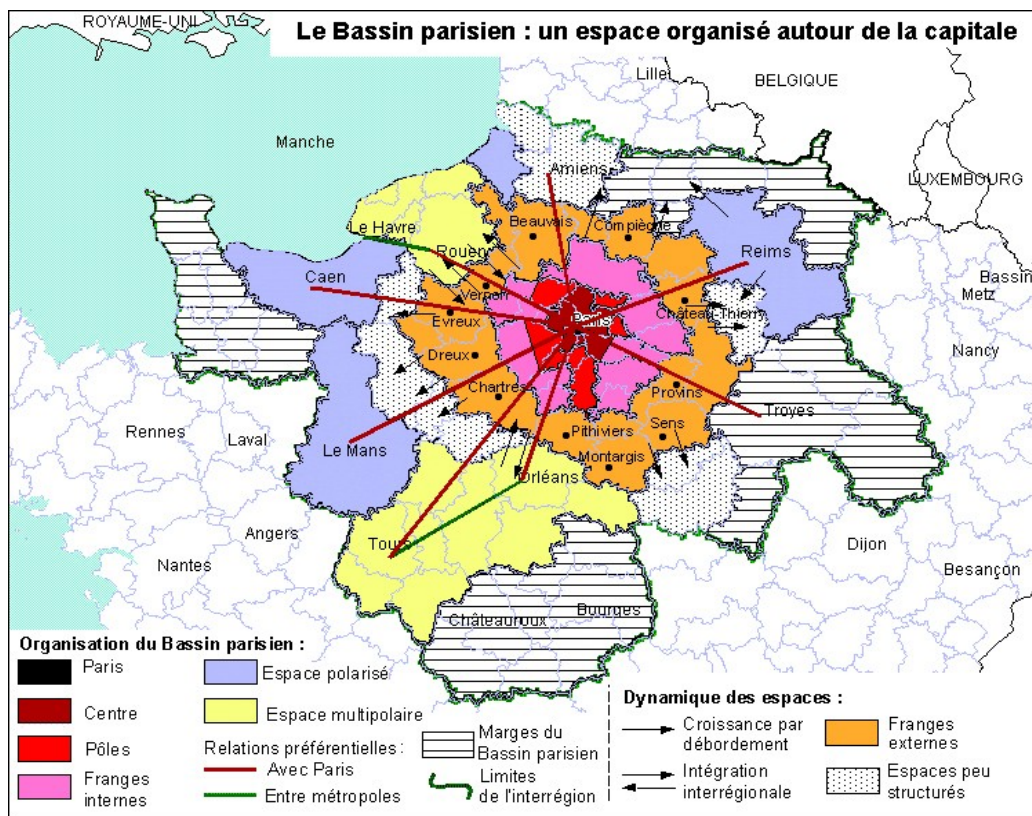 ROYAUME-UNI
Le Bassin parisien : un espace organisé autour de la capitale
Lille
BELGIQUE
Manche
Amiens
LUXEMBOURG
Le Havre
Beauvais
Compiègne
Rouen
Reims
Caen
Bassin
Metz
Vernon
Château-Thierry
Paris
Evreux
Nancy
Dreux
Chartres
Provins
Troyes
Rennes
Laval
Le Mans
Pithiviers
Sens
Montargis
Orléans
Angers
Tours
Dijon
Nantes
Besançon
Bourges
Châteauroux
Organisation du Bassin parisien :
Paris
Centre
Pôles
Franges
internes
Espace polarisé
Espace multipolaire
Relations préférentielles :
Avec Paris
Entre métropoles
Marges du
Bassin parisien
Limites
de l'interrégion
Dynamique des espaces :
Croissance par
débordement
Intégration
interrégionale
Franges
externes
Espaces peu
structurés